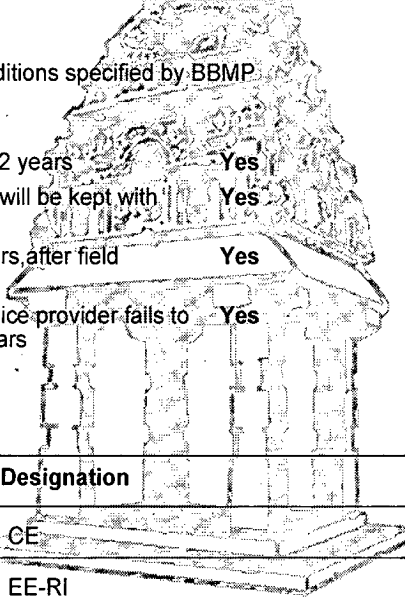 ditions specified by BBMP
2 years Yes
will be kept with Yes
rs,after field Yes
ice provider fails to Yes
ars
Designation
CE
EE-RI